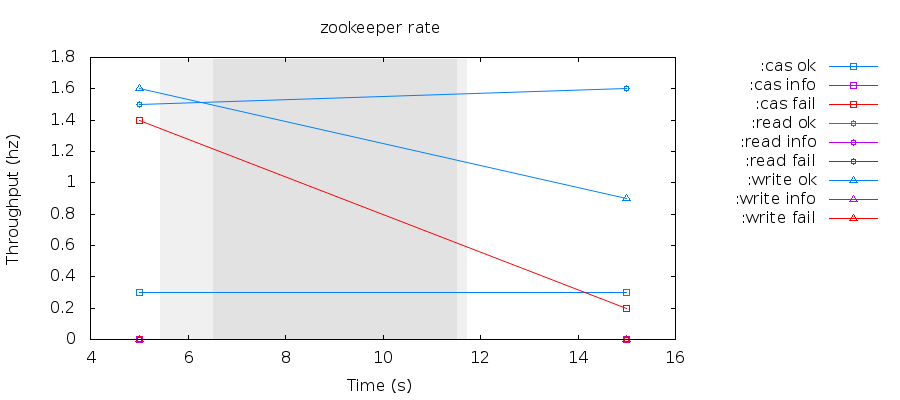 zookeeper rate
Throughput (hz)
1.8
1.6
1.4
1.2
1
0.8
0.6
0.4
0.2
0
4 6 8 10 12 14 16
Time (s)
:cas ok
:cas info
:cas fail
:read ok
:read info
:read fail
:write ok
:write info
:write fail